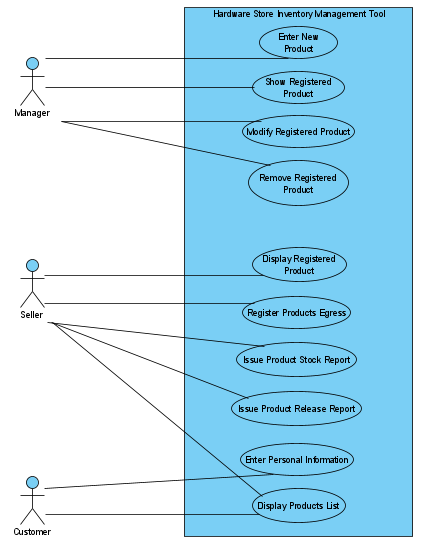 Hardware Store Inventory Management Tool
Enter New
Product
Show Registered
Product
Manager
Modify Registered Product
Remove Registered
Product
Display Registered
Product
Seller
Register Products Egress
Issue Product Stock Report
Issue Product Release Report
Enter Personal Information
Display Products List
Customer